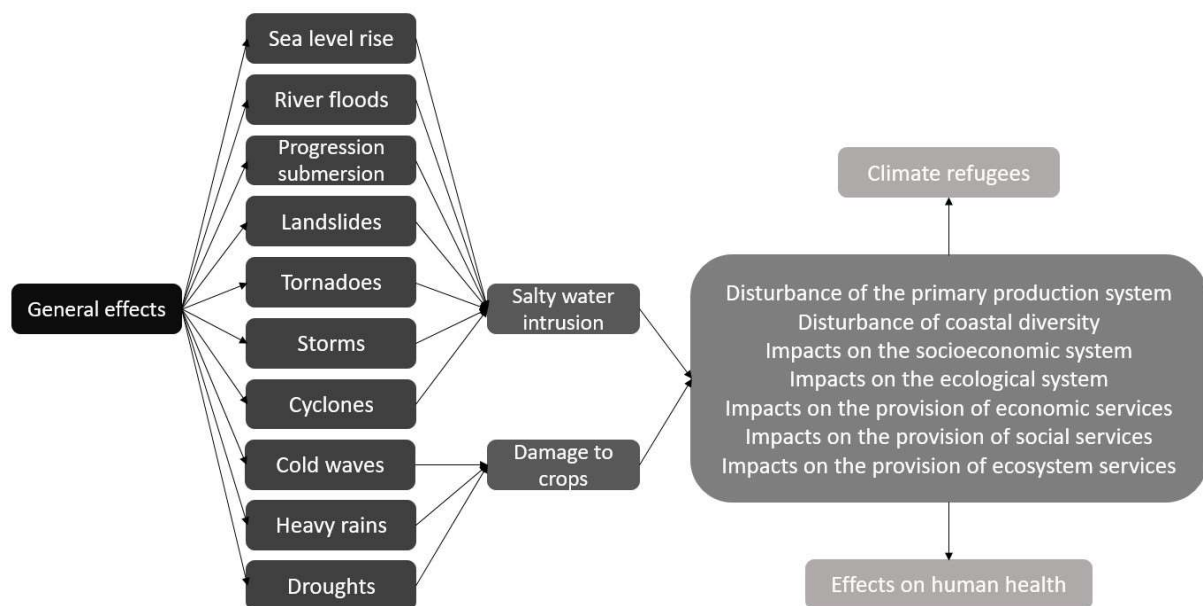 General effects
Sea level rise
River floods
Progression
submersion
Landslides
Tornadoes
Storms
Cyclones
Cold waves
Heavy rains
Droughts
Salty water
intrusion
Damage to
crops
Climate refugees
Disturbance of the primary production system
Disturbance of coastal diversity
Impacts on the socioeconomic system
Impacts on the ecological system
Impacts on the provision of economic services
Impacts on the provision of social services
Impacts on the provision of ecosystem services
Effects on human health